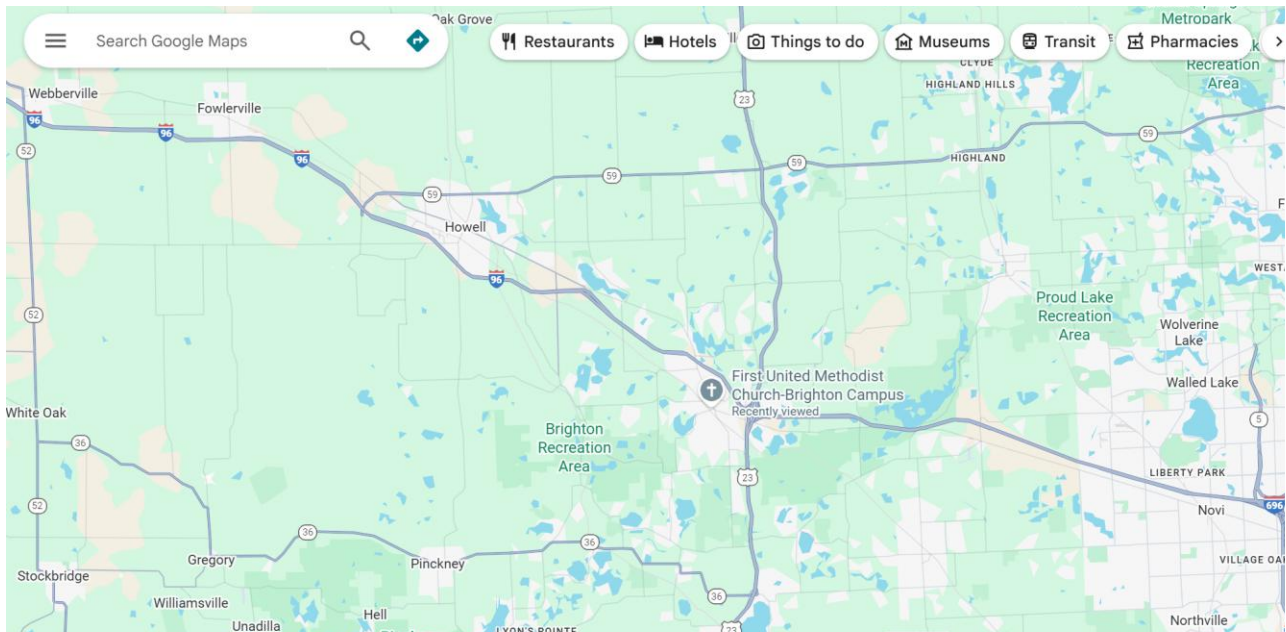 Oak Grove
Search Google Maps
Restaurants
Hotels
Things to do
Museums
Transit
Pharmacies
Metropark
Recreation
Area
CLYDE
HIGHLAND HILLS
Webberville
Fowlerville
96
96
23
59
52
96
59
HIGHLAND
59
59
Howell
96
WEST
52
Proud Lake
Recreation
Area
Wolverine
Lake
Walled Lake
First United Methodist
Church-Brighton Campus
Recently viewed
White Oak
36
5
Brighton
Recreation
Area
23
LIBERTY PARK
52
696
Novi
36
36
Gregory
Pinckney
VILLAGE OA
Stockbridge
36
Williamsville
Hell
Unadilla
LYON'S POINTE
23
Northville